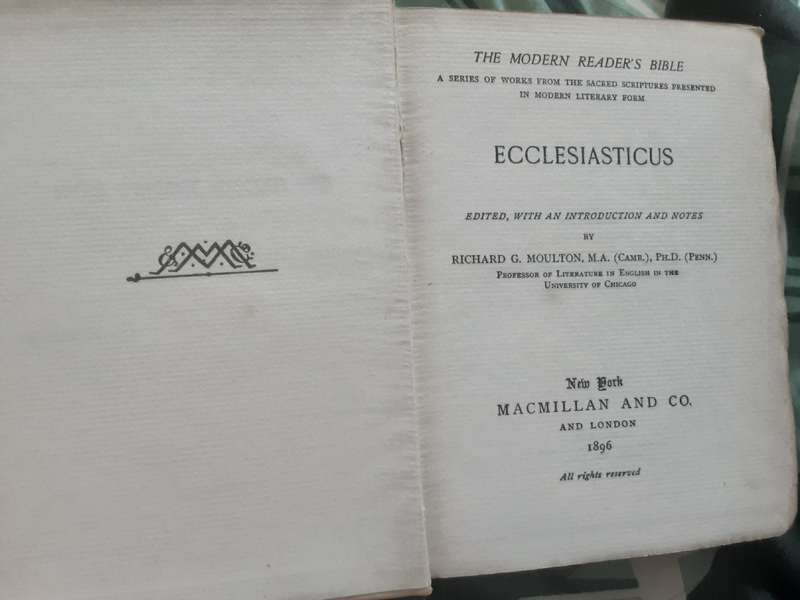 THE MODERN READER'S BIBLE
A SERIES OF WORKS FROM THE SACRED SCRIPTURES PRESENTED
IN MODERN LITERARY FORM
ECCLESIASTICUS
EDITED, WITH AN INTRODUCTION AND NOTES
BY
RICHARD G. MOULTON, M.A. (CAMB.), PH.D. (PENN.)
PROFESSOR OF LITERATURE IN ENGLISH IN THE
UNIVERSITY OF CHICAGO
New York
MACMILLAN AND CO.
AND LONDON
1896
All rights reserved